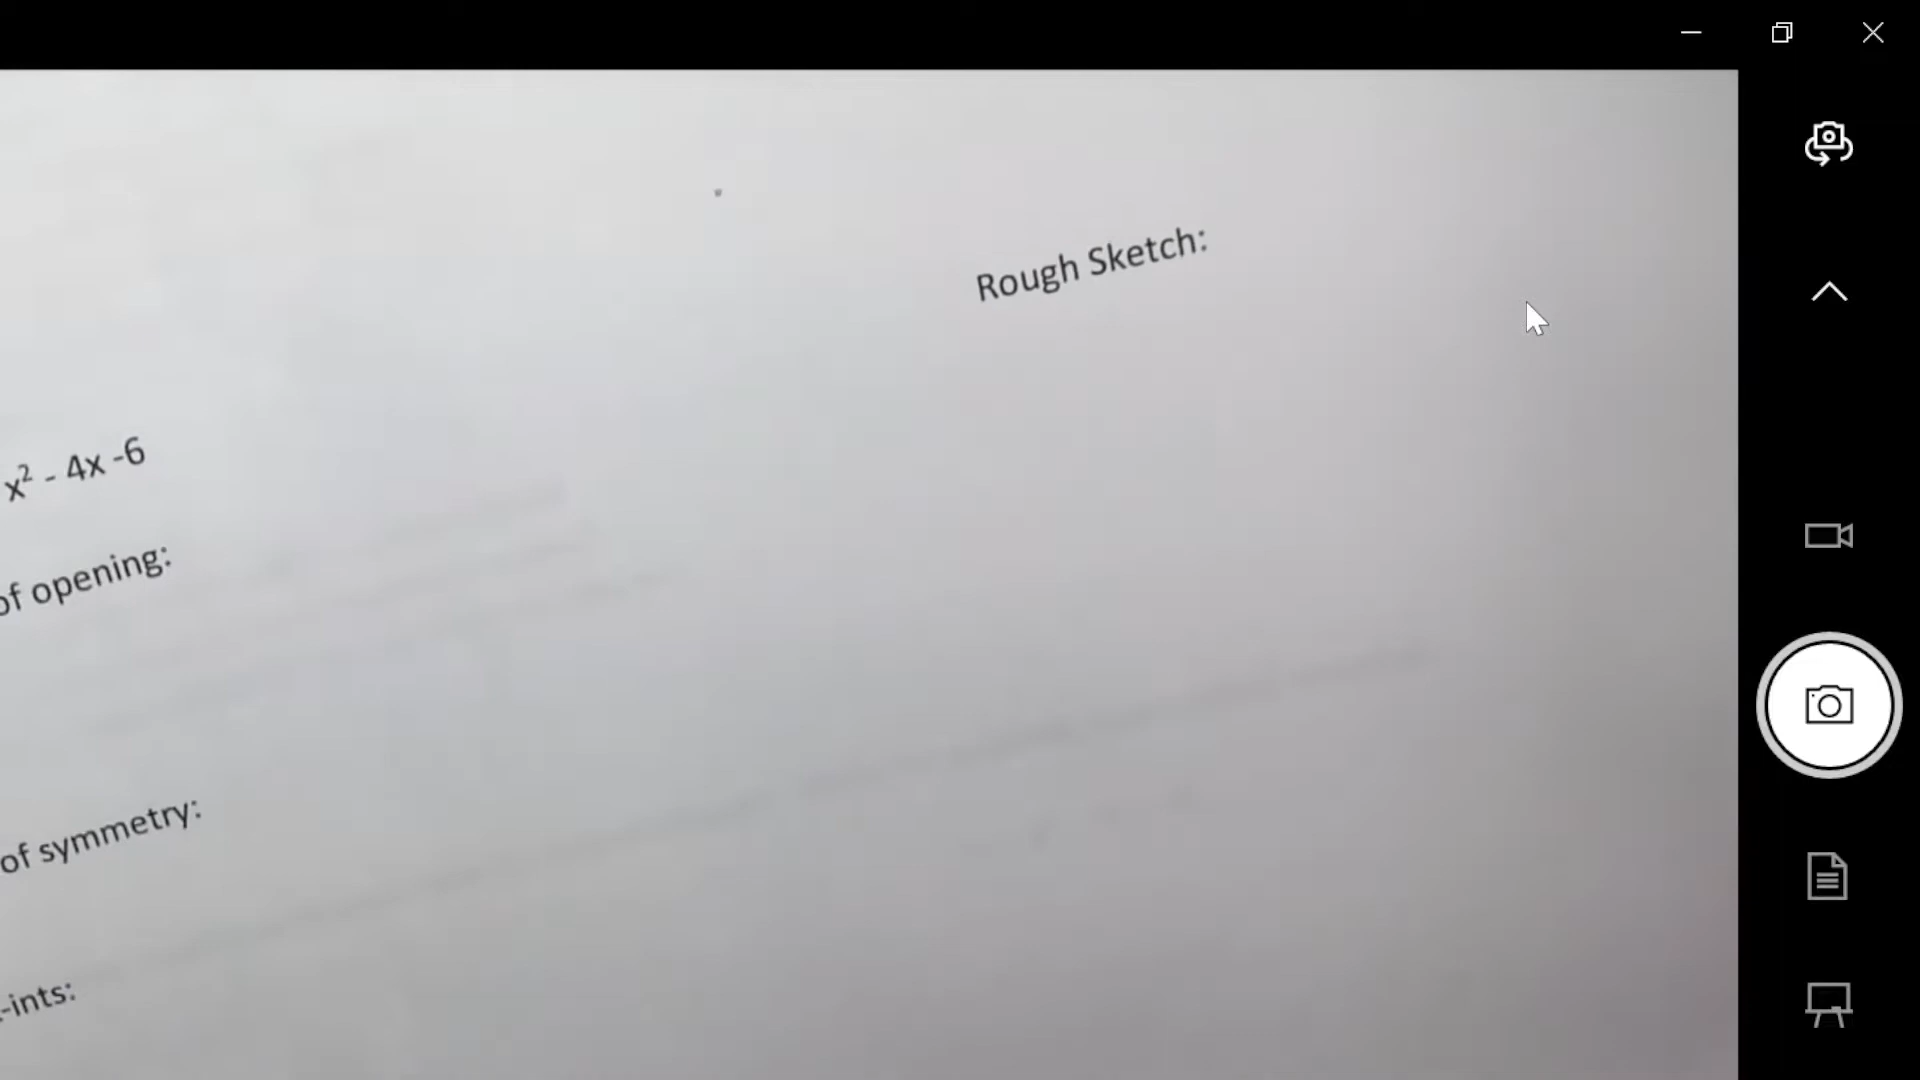 Rough Sketch:
x² - 4x -6
of opening:
of symmetry:
-ints: